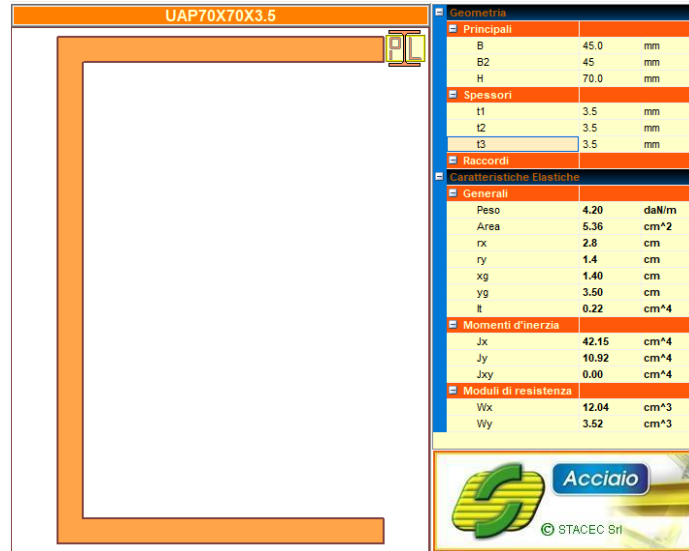 UAP70X70X3.5
PL
Geometria
Principali
B 45.0 mm
B2 45 mm
H 70.0 mm
Spessori
t1 3.5 mm
t2 3.5 mm
t3 3.5 mm
Raccordi
Caratteristiche Elastiche
Generali
Peso 4.20 daN/m
Area 5.36 cm^2
rx 2.8 cm
ry 1.4 cm
xg 1.40 cm
yg 3.50 cm
It 0.22 cm^4
Momenti d'inerzia
Jx 42.15 cm^4
Jy 10.92 cm^4
Jxy 0.00 cm^4
Moduli di resistenza
Wx 12.04 cm^3
Wy 3.52 cm^3
Acciaio
© STACEC Srl